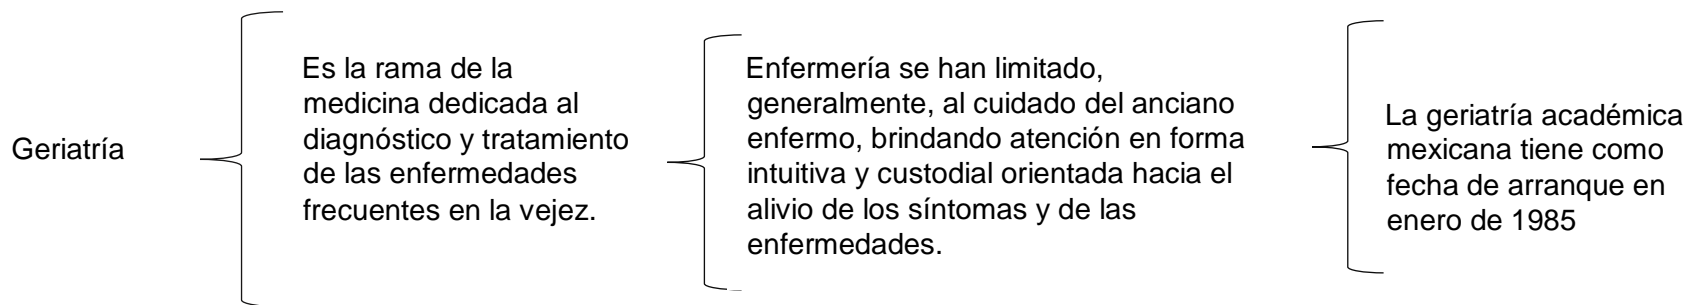 Geriatría
Es la rama de la
medicina dedicada al
diagnóstico y tratamiento
de las enfermedades
frecuentes en la vejez.
Enfermería se han limitado,
generalmente, al cuidado del anciano
enfermo, brindando atención en forma
intuitiva y custodial orientada hacia el
alivio de los síntomas y de las
enfermedades.
La geriatría académica
mexicana tiene como
fecha de arranque en
enero de 1985